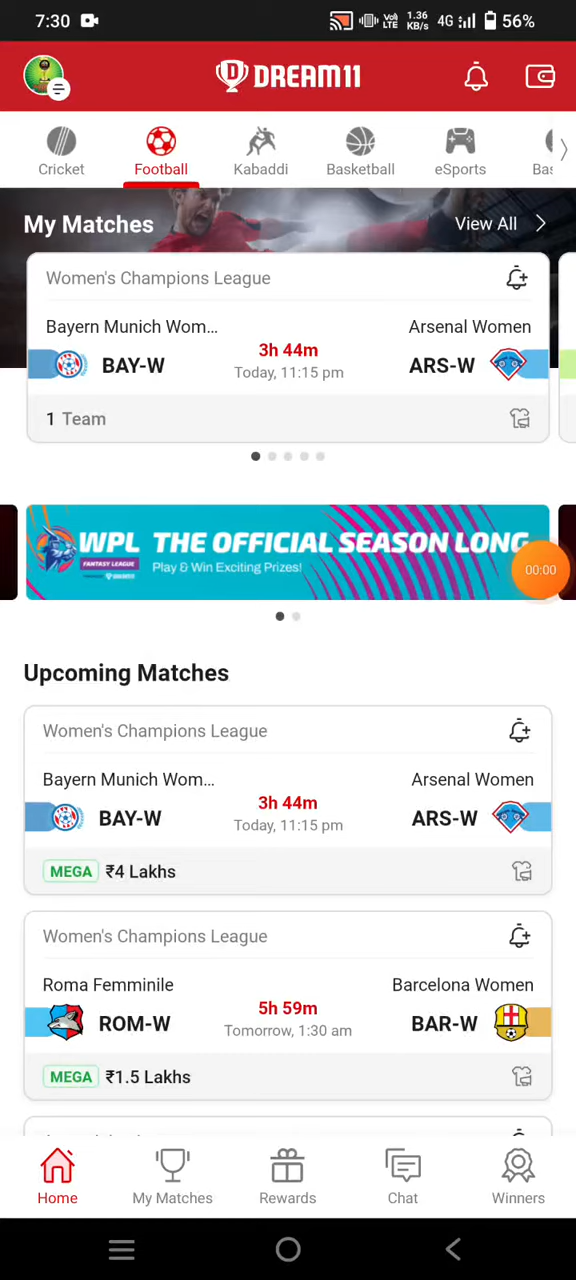 7:30 Vo) LTE 1.36 KB/s 4G 56%
DREAM11
Cricket Football Kabaddi Basketball eSports Bas
My Matches View All
Women's Champions League
Bayern Munich Wom... Arsenal Women
BAY-W 3h 44m ARS-W
Today, 11:15 pm
1 Team
WPL THE OFFICIAL SEASON LONG
FANTASY LEAGUE Play & Win Exciting Prizes!
00:00
Upcoming Matches
Women's Champions League
Bayern Munich Wom... Arsenal Women
BAY-W 3h 44m ARS-W
Today, 11:15 pm
MEGA ₹4 Lakhs
Women's Champions League
Roma Femminile Barcelona Women
ROM-W 5h 59m BAR-W
Tomorrow, 1:30 am
MEGA ₹1.5 Lakhs
Home My Matches Rewards Chat Winners